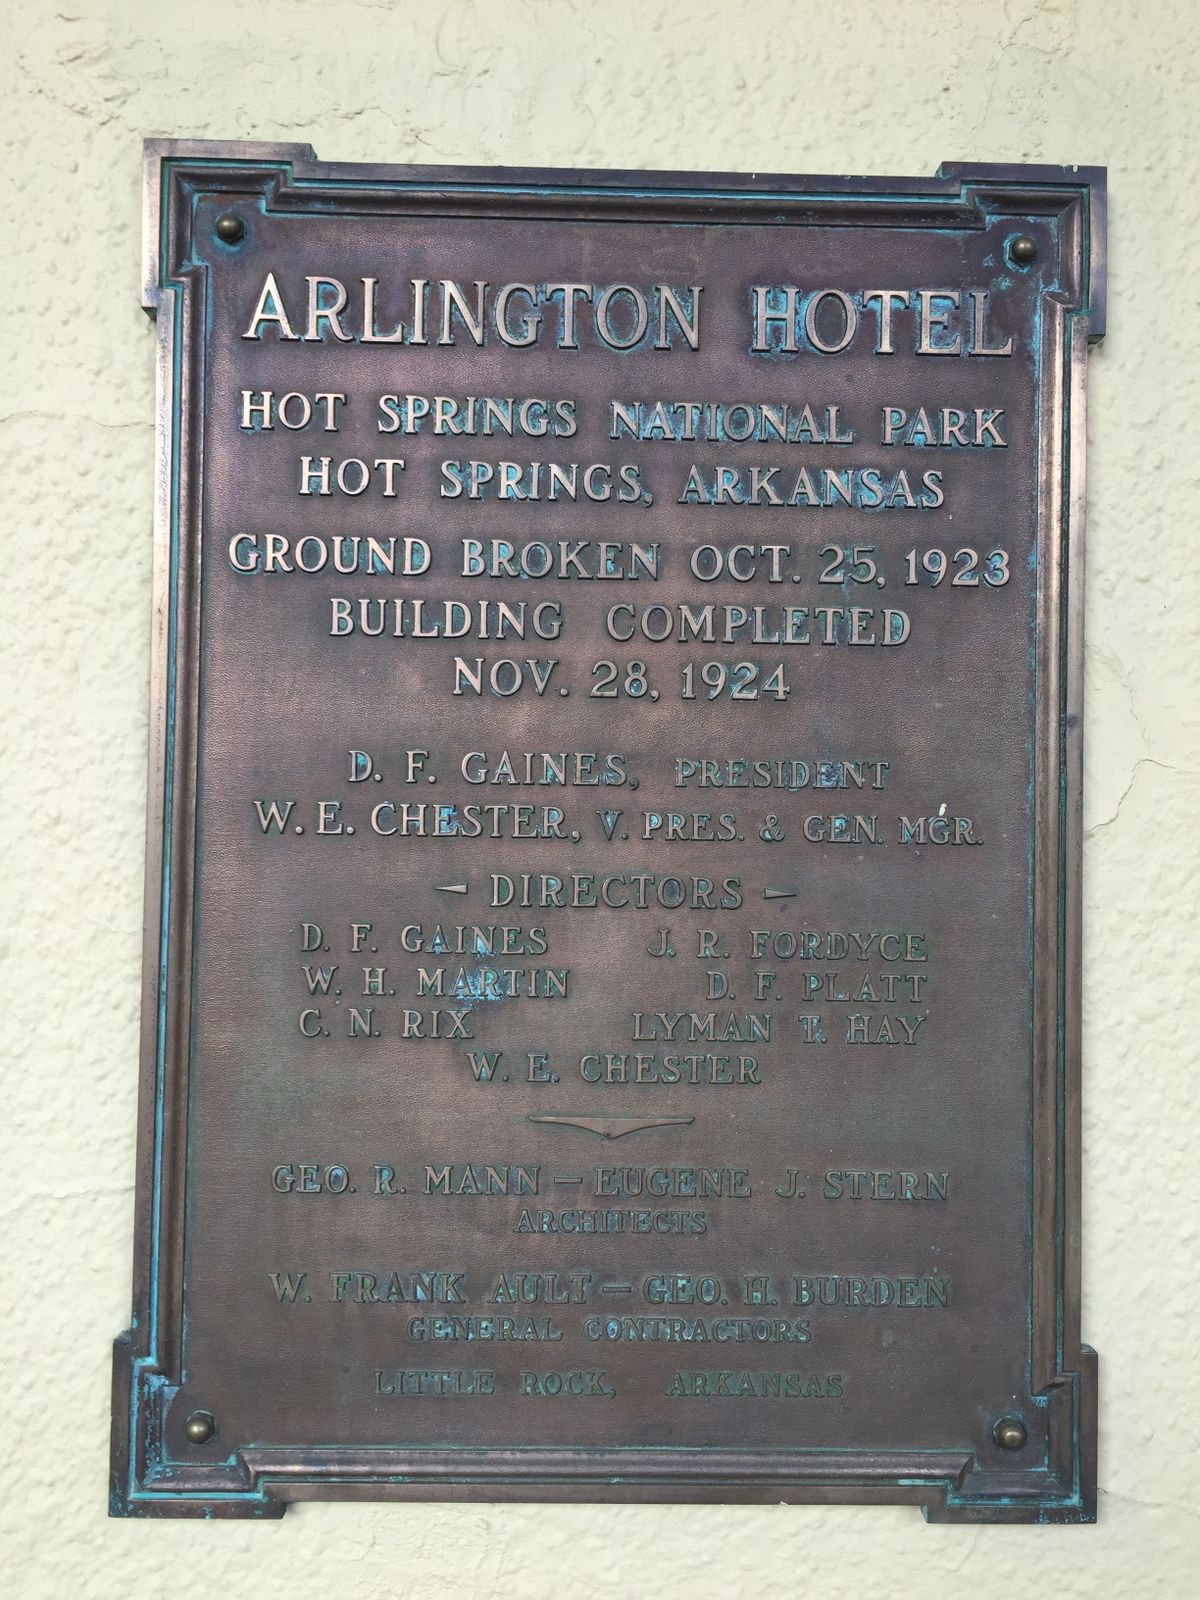 ARLINGTON HOTEL
HOT SPRINGS NATIONAL PARK
HOT SPRINGS, ARKANSAS
GROUND BROKEN OCT. 25, 1923
BUILDING COMPLETED
NOV. 28, 1924
D. F. GAINES, PRESIDENT
W. E. CHESTER, V. PRES. & GEN. MGR.
- DIRECTORS -
D. F. GAINES J. R. FORDYCE
W. H. MARTIN D. F. PLATT
C. N. RIX LYMAN T. HAY
W. E. CHESTER
GEO. R. MANN — EUGENE J. STERN
ARCHITECTS
W. FRANK AULT — GEO. H. BURDEN
GENERAL CONTRACTORS
LITTLE ROCK, ARKANSAS